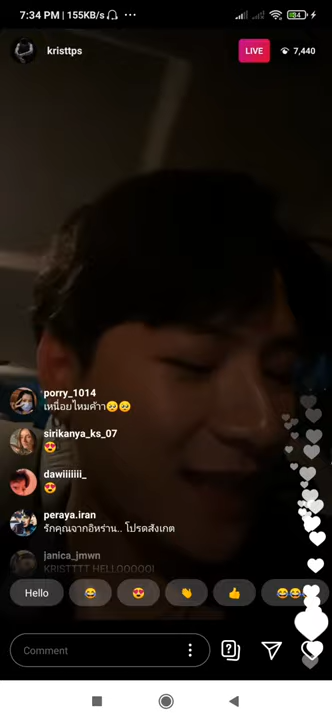 7:34 PM | 155KB/s
kristtps
LIVE
7,440
porry_1014
เหนื่อยไหมค้าา🥺🥺
sirikanya_ks_07
😍
dawiiiiiii_
😍
peraya.iran
รักคุณจากอิหร่าน.. โปรดสังเกต
janica_jmwn
KRISTTTT HELLOOOOOI
Hello
😂
😍
👏
👍
😂😂
Comment